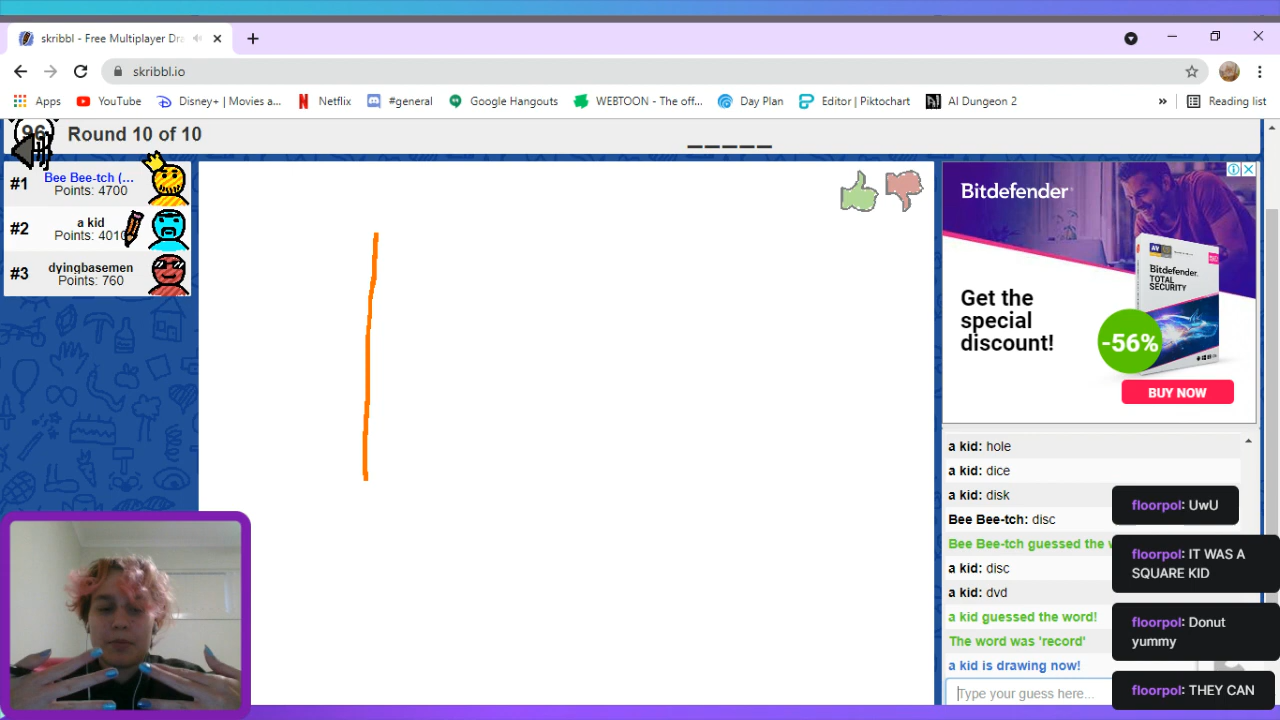 skribbl - Free Multiplayer Dra
skribbl.io
Apps YouTube Disney+ | Movies a... Netflix #general Google Hangouts WEBTOON - The off... Day Plan Editor | Piktochart AI Dungeon 2 » Reading list
96 Round 10 of 10 _ _ _ _ _
#1 Bee Bee-tch (...
Points: 4700
#2 a kid
Points: 4010
#3 dyingbasemen
Points: 760
Bitdefender
Get the
special
discount!
Bitdefender
TOTAL
SECURITY
-56%
BUY NOW
a kid: hole
a kid: dice
a kid: disk
Bee Bee-tch: disc
Bee Bee-tch guessed the
a kid: disc
a kid: dvd
a kid guessed the word!
The word was 'record'
a kid is drawing now!
Type your guess here...
floorpol: UwU
floorpol: IT WAS A
SQUARE KID
floorpol: Donut
yummy
floorpol: THEY CAN